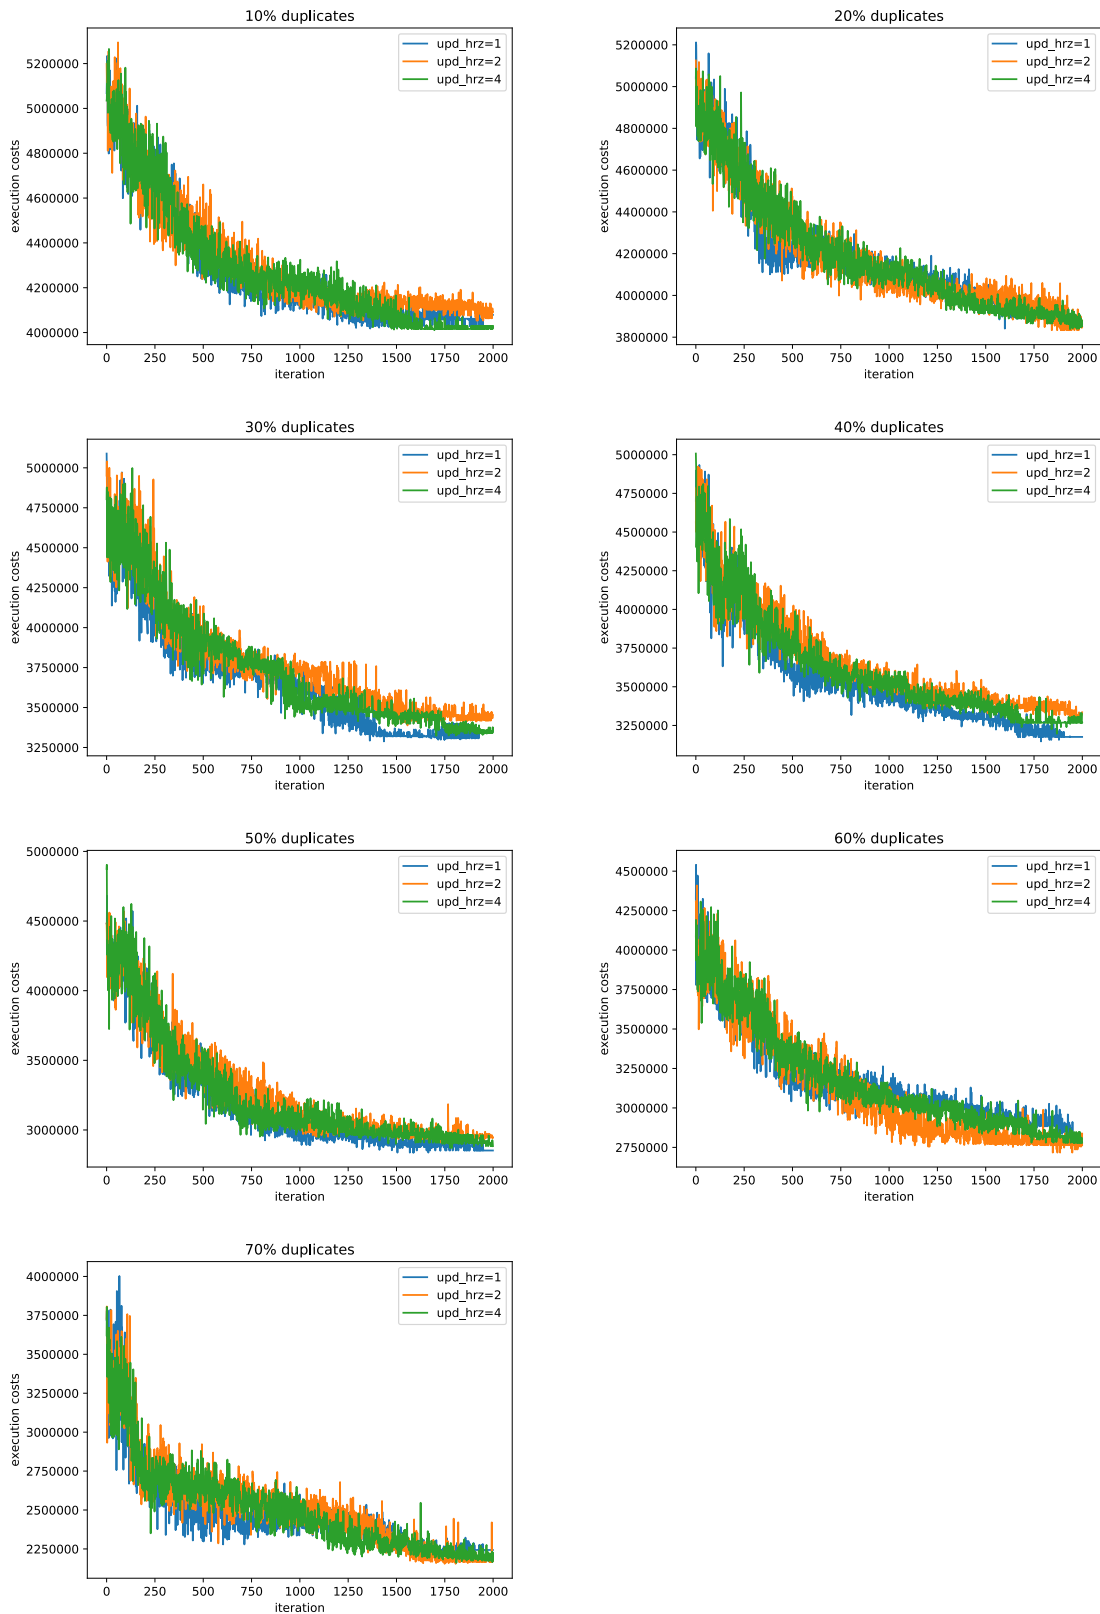 10% duplicates
execution costs
5200000
5000000
4800000
4600000
4400000
4200000
4000000
upd_hrz=1
upd_hrz=2
upd_hrz=4
0 250 500 750 1000 1250 1500 1750 2000
iteration
20% duplicates
execution costs
5200000
5000000
4800000
4600000
4400000
4200000
4000000
3800000
upd_hrz=1
upd_hrz=2
upd_hrz=4
0 250 500 750 1000 1250 1500 1750 2000
iteration
30% duplicates
execution costs
5000000
4750000
4500000
4250000
4000000
3750000
3500000
3250000
upd_hrz=1
upd_hrz=2
upd_hrz=4
0 250 500 750 1000 1250 1500 1750 2000
iteration
40% duplicates
execution costs
5000000
4750000
4500000
4250000
4000000
3750000
3500000
3250000
upd_hrz=1
upd_hrz=2
upd_hrz=4
0 250 500 750 1000 1250 1500 1750 2000
iteration
50% duplicates
execution costs
5000000
4500000
4000000
3500000
3000000
upd_hrz=1
upd_hrz=2
upd_hrz=4
0 250 500 750 1000 1250 1500 1750 2000
iteration
60% duplicates
execution costs
4500000
4250000
4000000
3750000
3500000
3250000
3000000
2750000
upd_hrz=1
upd_hrz=2
upd_hrz=4
0 250 500 750 1000 1250 1500 1750 2000
iteration
70% duplicates
execution costs
4000000
3750000
3500000
3250000
3000000
2750000
2500000
2250000
upd_hrz=1
upd_hrz=2
upd_hrz=4
0 250 500 750 1000 1250 1500 1750 2000
iteration